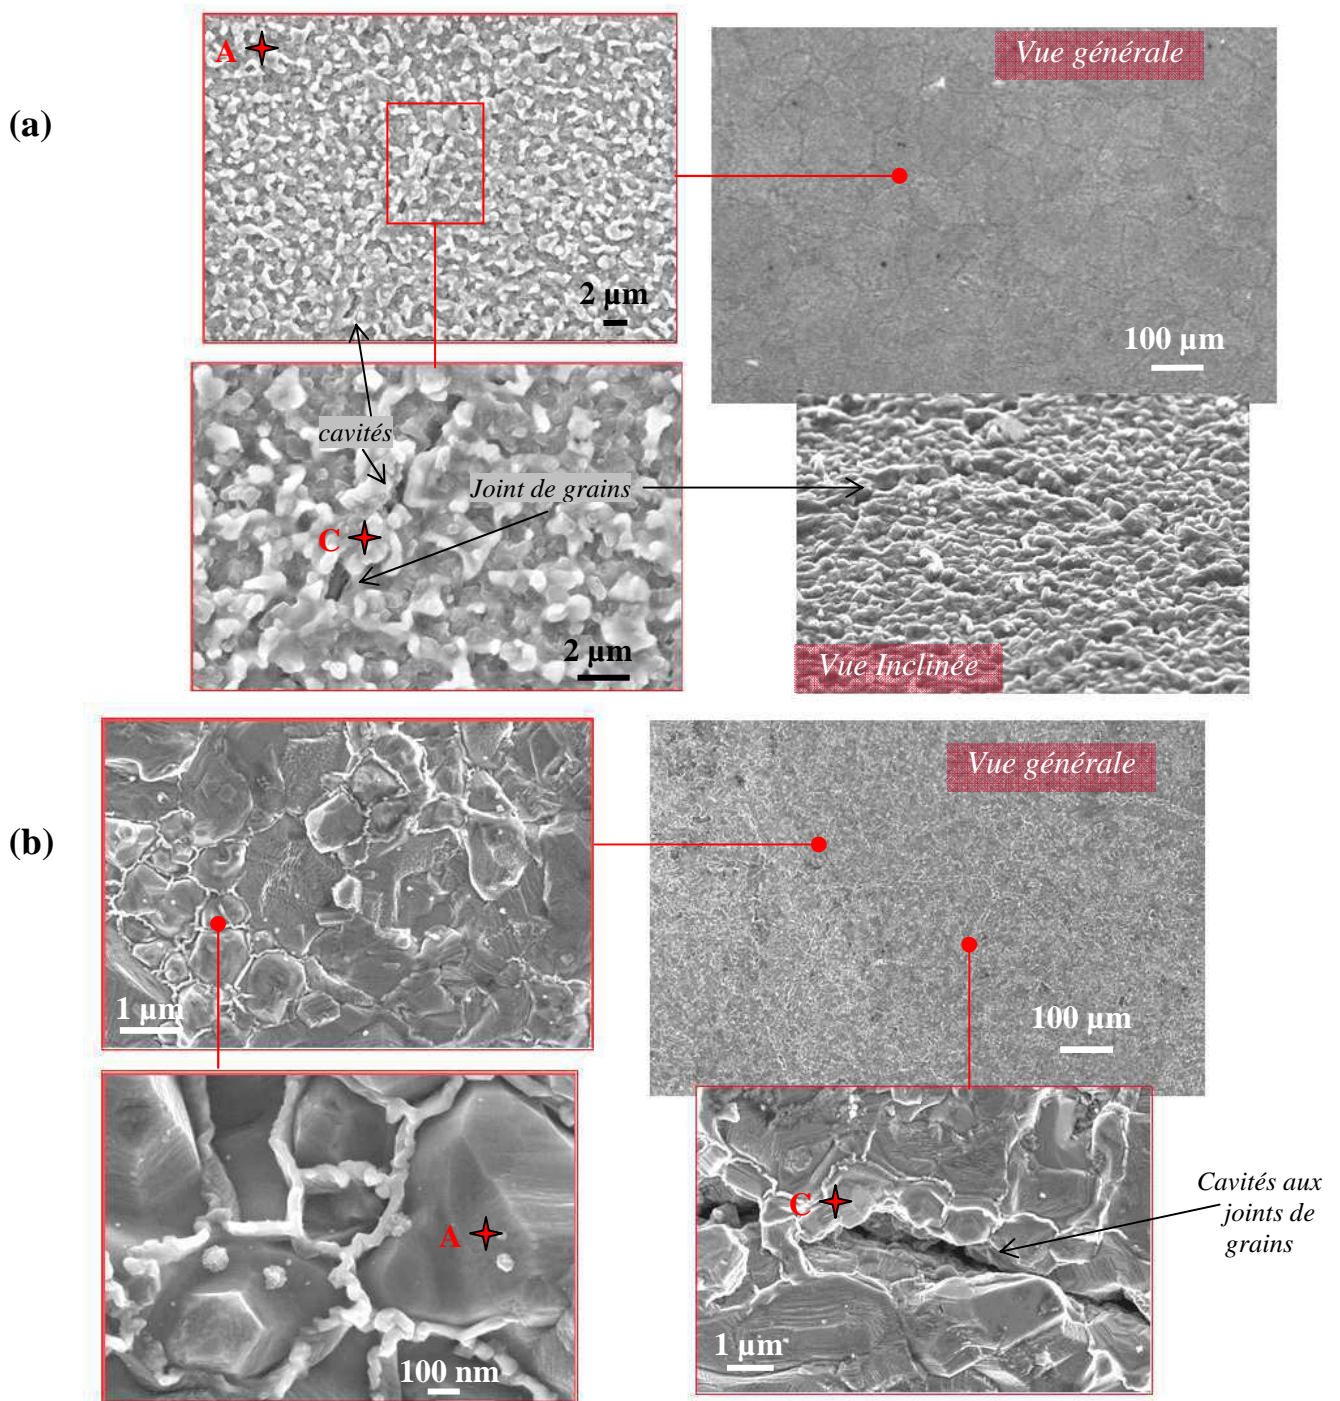 (a)
A
2 µm
Vue générale
100 µm
cavités
Joint de grains
C
2 µm
Vue Inclinée
(b)
1 µm
Vue générale
100 µm
A
100 nm
C
1 µm
Cavités aux
joints de
grains